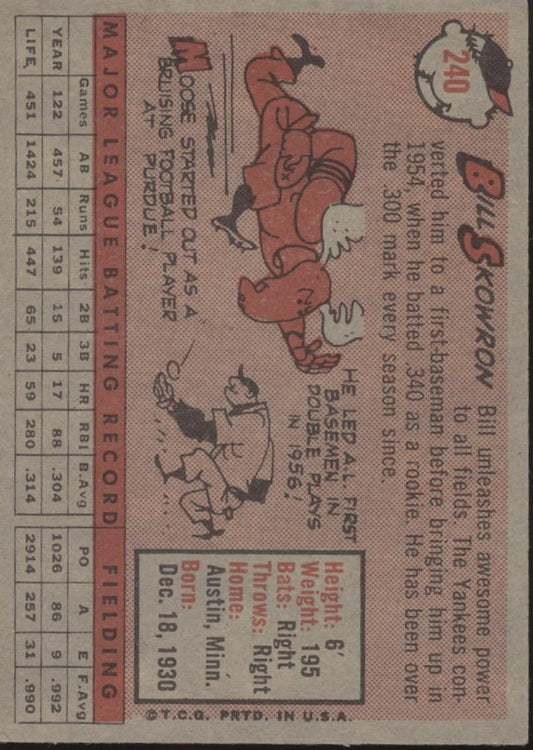 240
BILL SKOWRON
Bill unleashes awesome power
to all fields. The Yankees con-
verted him to a first-baseman before bringing him up in
1954, when he batted .340 as a rookie. He has been over
the .300 mark every season since.
MOOSE STARTED OUT AS A
BRUISING FOOTBALL PLAYER
AT
PURDUE!
HE LED A.L. FIRST
BASEMEN IN
DOUBLE PLAYS
IN 1956!
Height: 6'
Weight: 195
Bats: Right
Throws: Right
Home:
Austin, Minn.
Born:
Dec. 18, 1930
MAJOR LEAGUE BATTING RECORD FIELDING
Games AB Runs Hits 2B 3B HR RBI B.Avg PO A E F.Avg
YEAR 122 457 54 139 15 5 17 88 .304 1026 86 9 .992
LIFE 451 1424 215 447 65 23 59 280 .314 2914 257 31 .990
©T.C.G. PRTD. IN U.S.A.